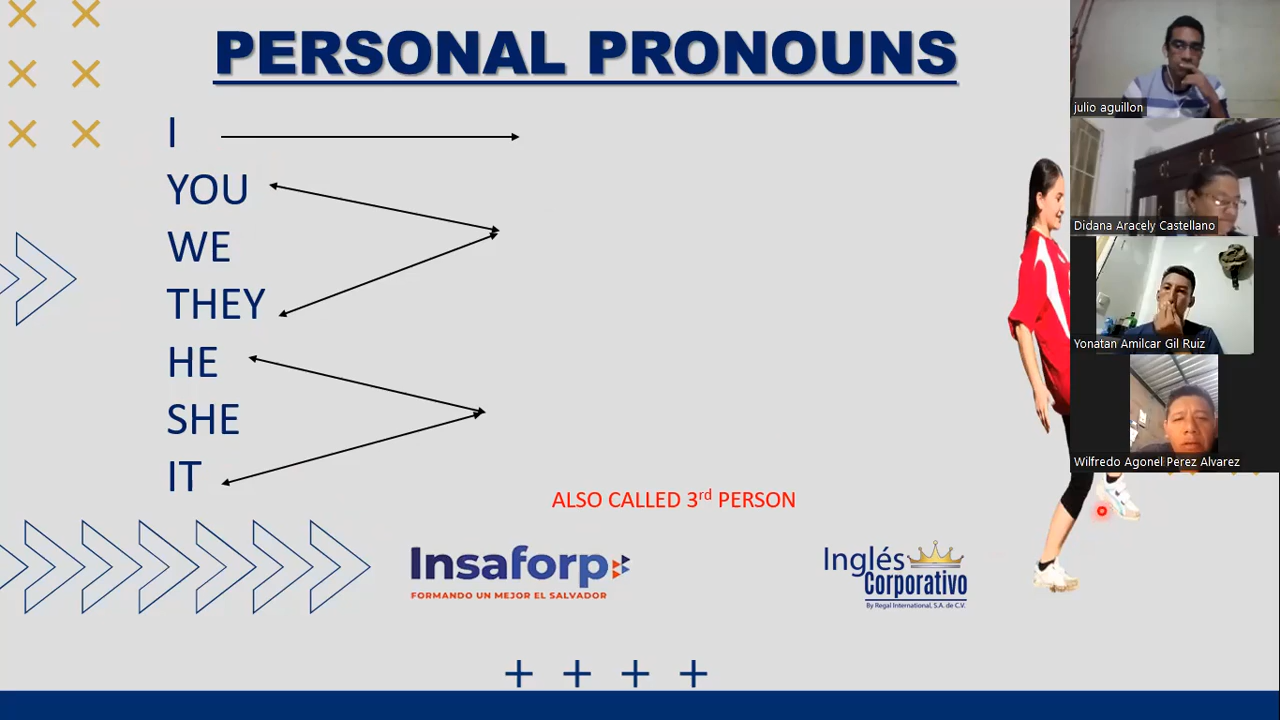 PERSONAL PRONOUNS
I
YOU
WE
THEY
HE
SHE
IT
ALSO CALLED 3rd PERSON
Insaforp
FORMANDO UN MEJOR EL SALVADOR
Inglés
Corporativo
By Regal International, S.A. de C.V.
julio aguillon
Didana Aracely Castellano
Yonatan Amilcar Gil Ruiz
Wilfredo Agonel Perez Alvarez